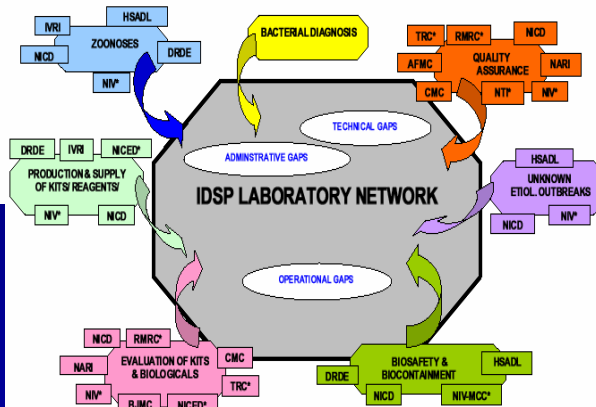 IVRI
HSADL
ZOONOSES
NICD
DRDE
NIV*
BACTERIAL DIAGNOSIS
TRC*
RMRC*
NICD
AFMC
QUALITY
ASSURANCE
NARI
CMC
NTI*
NIV*
TECHNICAL GAPS
ADMINSTRATIVE GAPS
DRDE
IVRI
NICED*
PRODUCTION & SUPPLY
OF KITS/ REAGENTS/
NIV*
NICD
IDSP LABORATORY NETWORK
HSADL
UNKNOWN
ETIOL. OUTBREAKS
NICD
NIV*
OPERATIONAL GAPS
NICD
RMRC*
CMC
NARI
EVALUATION OF KITS
& BIOLOGICALS
TRC*
NIV*
BJMC
NICED*
BIOSAFETY &
BIOCONTAINMENT
HSADL
DRDE
NICD
NIV-MCC*